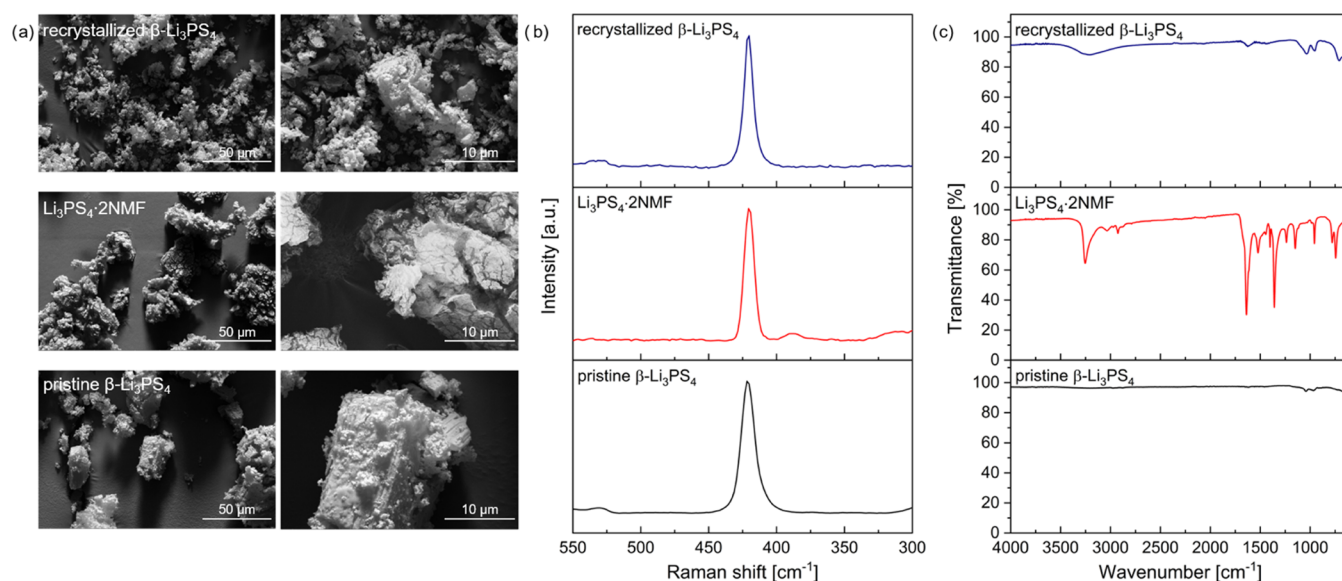 (a)
recrystallized β-Li₃PS₄
50 μm
10 μm
Li₃PS₄·2NMF
50 μm
10 μm
pristine β-Li₃PS₄
50 μm
10 μm
(b)
recrystallized β-Li₃PS₄
Li₃PS₄·2NMF
pristine β-Li₃PS₄
Intensity [a.u.]
550 500 450 400 350 300
Raman shift [cm⁻¹]
(c)
recrystallized β-Li₃PS₄
100
80
60
40
20
0
Li₃PS₄·2NMF
100
80
60
40
20
0
pristine β-Li₃PS₄
100
80
60
40
20
0
Transmittance [%]
4000 3500 3000 2500 2000 1500 1000
Wavenumber [cm⁻¹]